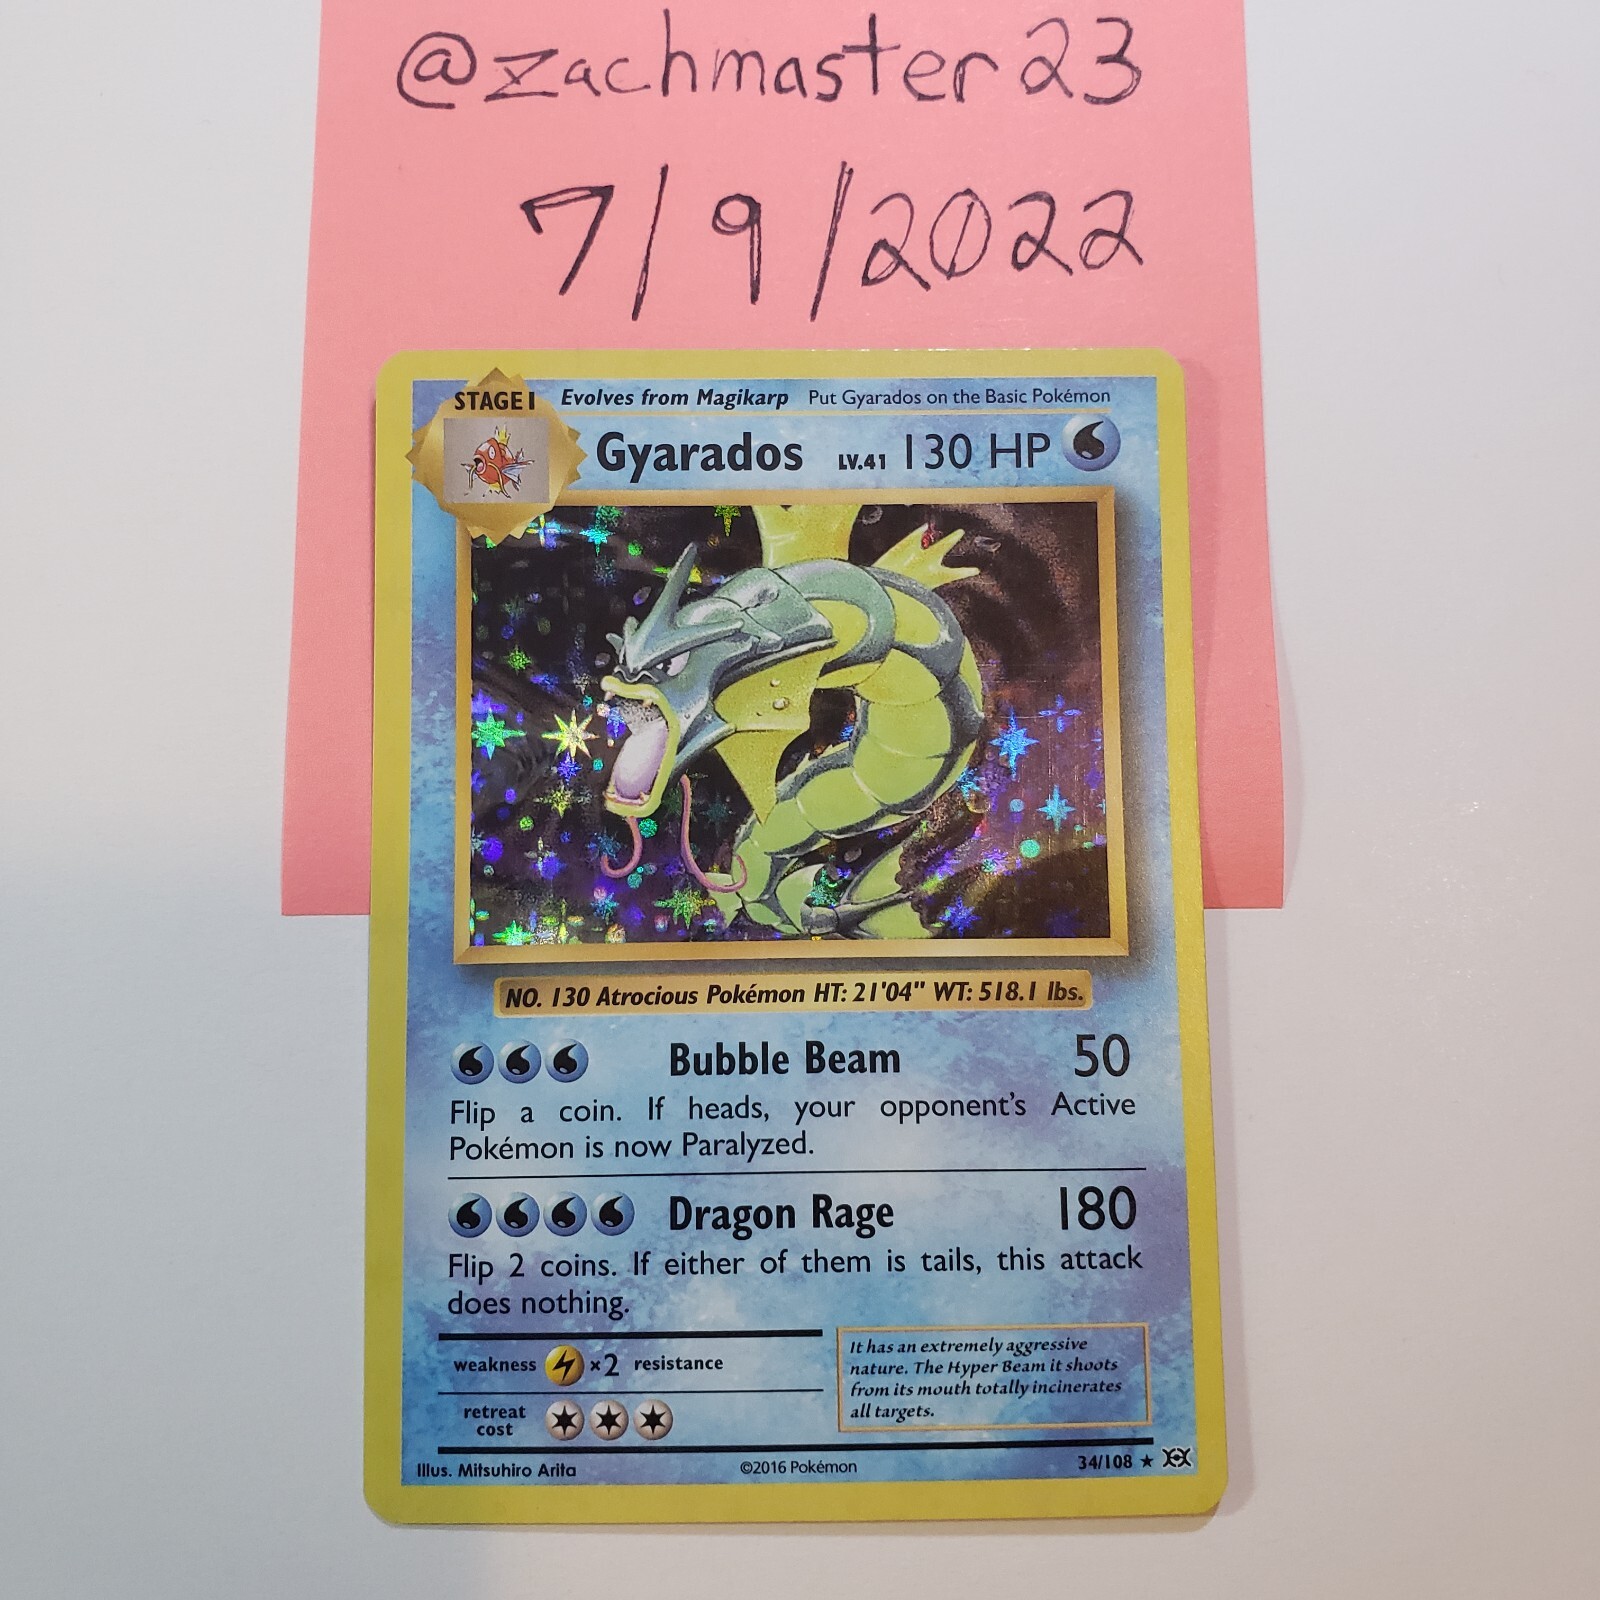 @zachmaster23
7/9/2022
STAGE 1 Evolves from Magikarp Put Gyarados on the Basic Pokémon
Gyarados LV.41 130 HP
NO. 130 Atrocious Pokémon HT: 21'04" WT: 518.1 lbs.
Bubble Beam 50
Flip a coin. If heads, your opponent's Active
Pokémon is now Paralyzed.
Dragon Rage 180
Flip 2 coins. If either of them is tails, this attack
does nothing.
weakness ×2 resistance
retreat
cost
It has an extremely aggressive
nature. The Hyper Beam it shoots
from its mouth totally incinerates
all targets.
Illus. Mitsuhiro Arita ©2016 Pokémon 34/108 ★